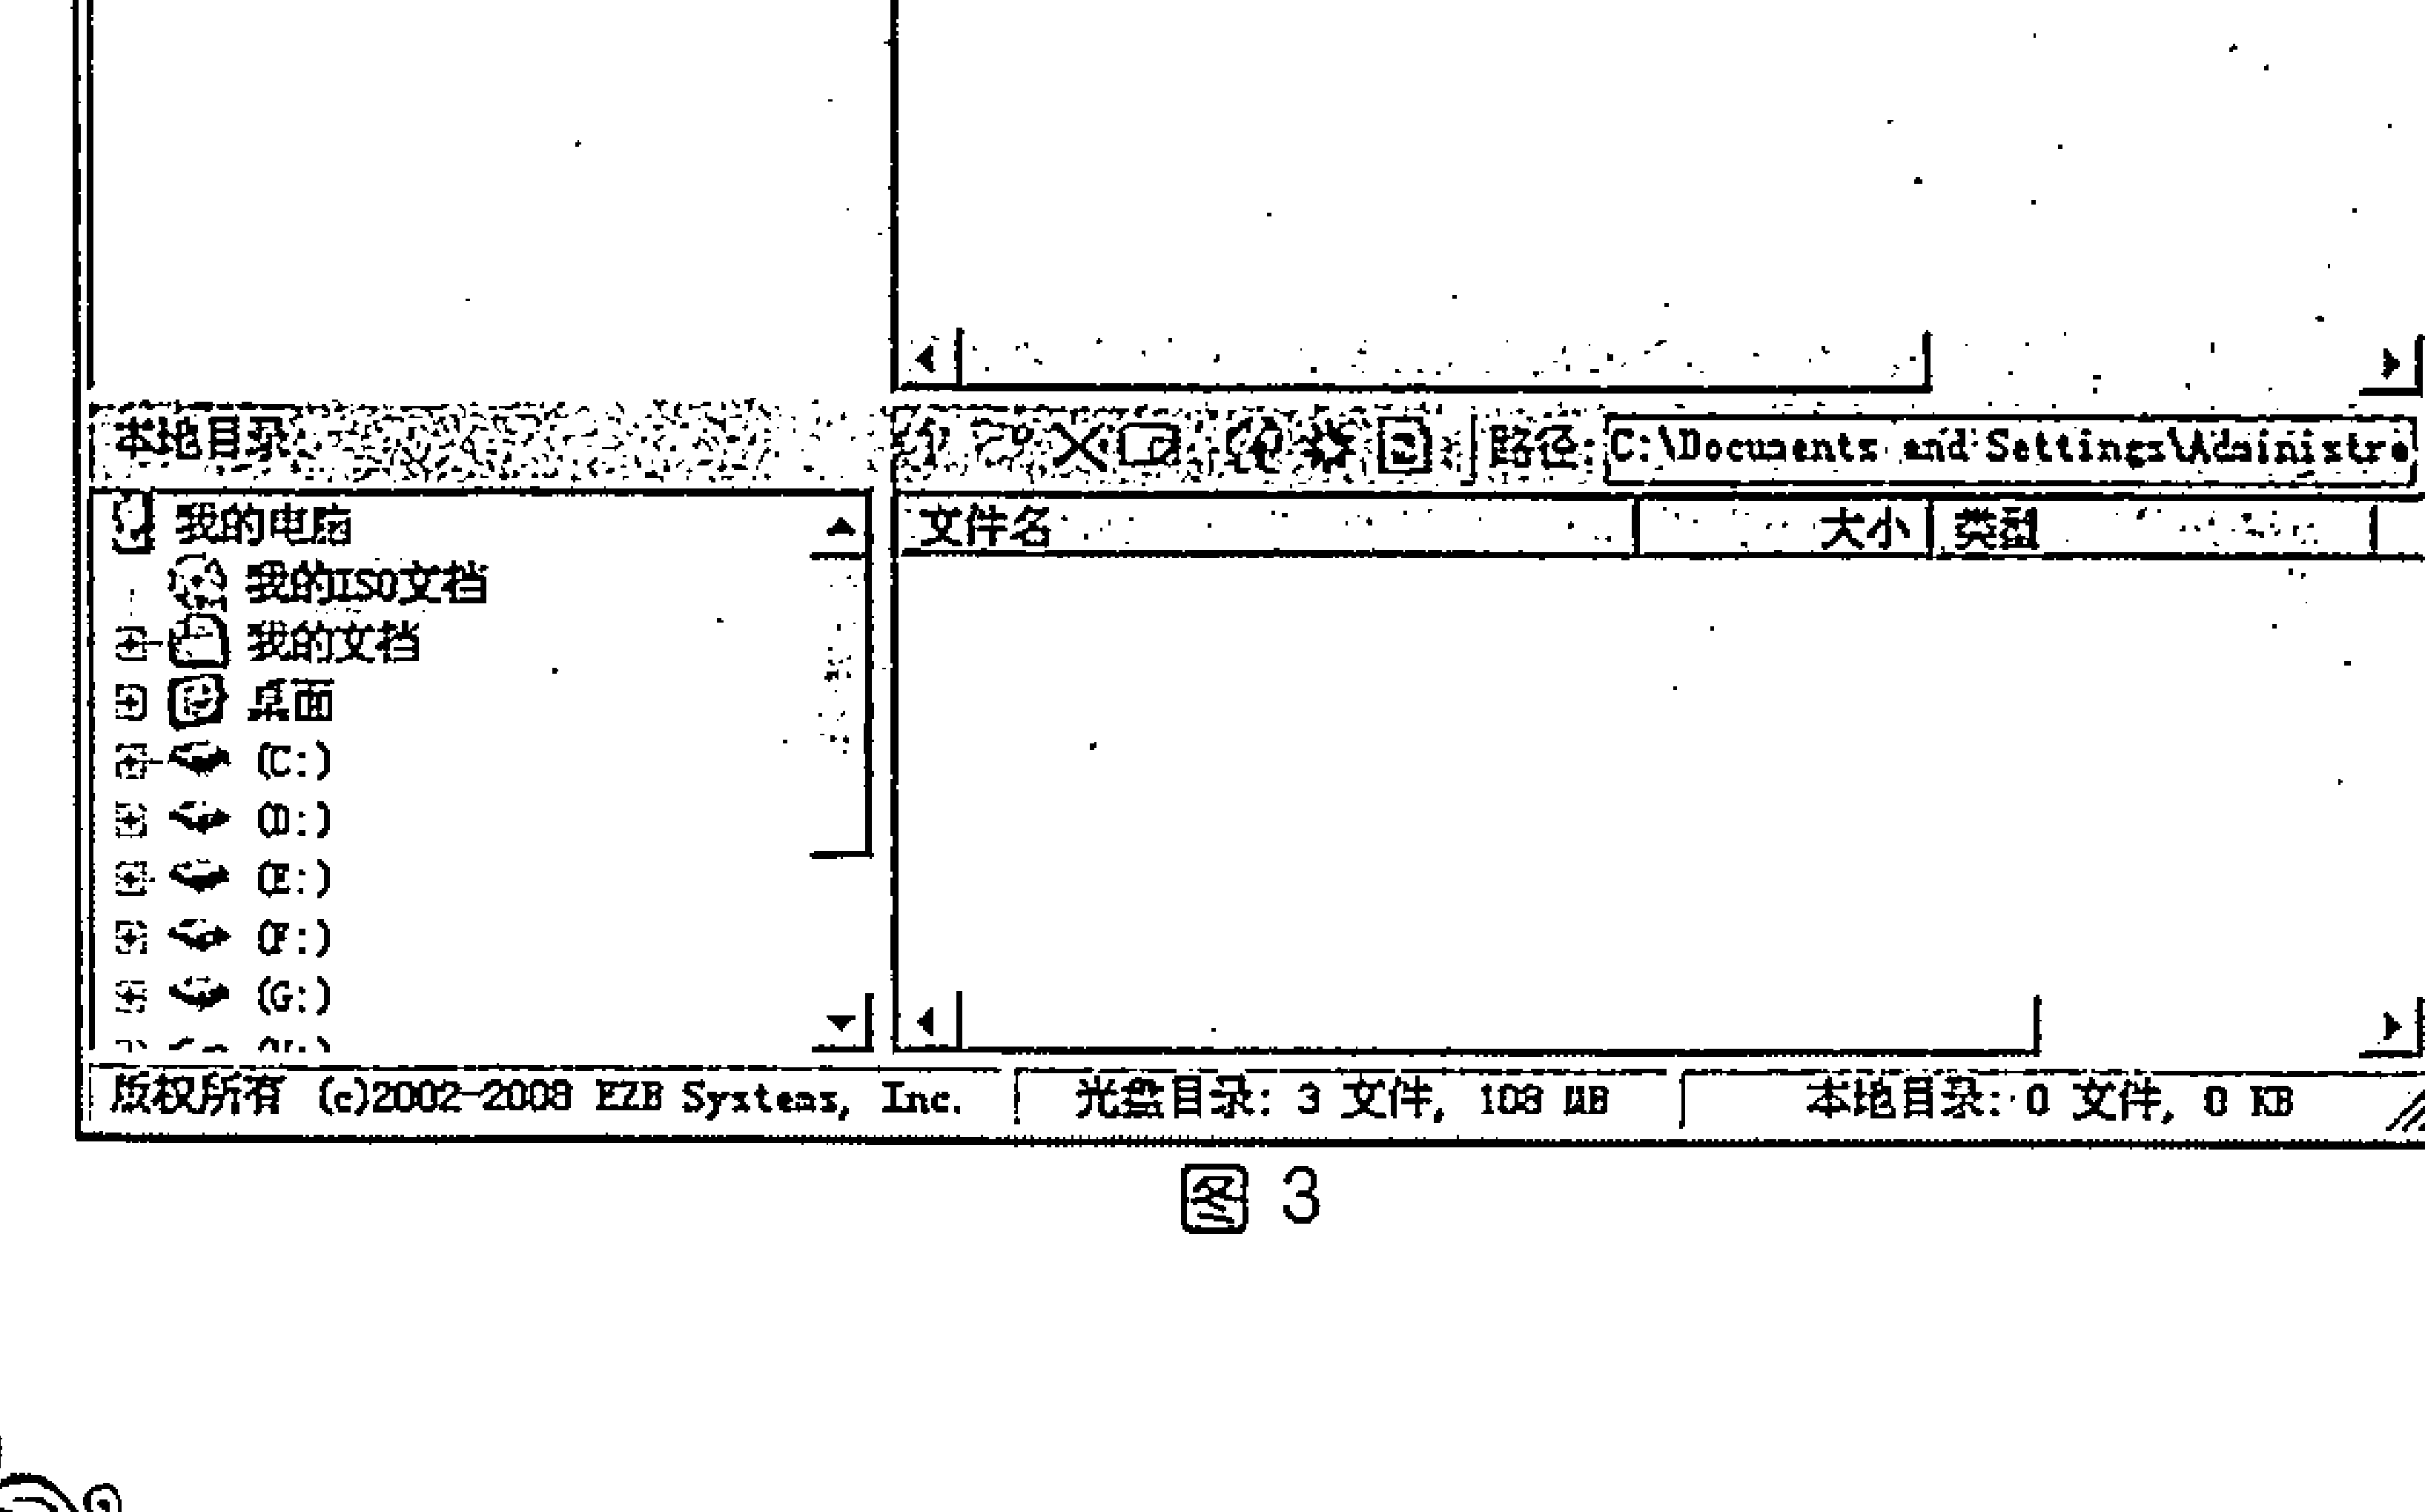 本地目录:
路径: C:\Documents and Settings\Administra
我的电脑
文件名 大小 类型
我的ISO文档
我的文档
桌面
(C:)
(D:)
(E:)
(F:)
(G:)
版权所有 (c)2002-2008 EZB Systems, Inc. 光盘目录: 3 文件, 108 MB 本地目录: 0 文件, 0 KB
图 3